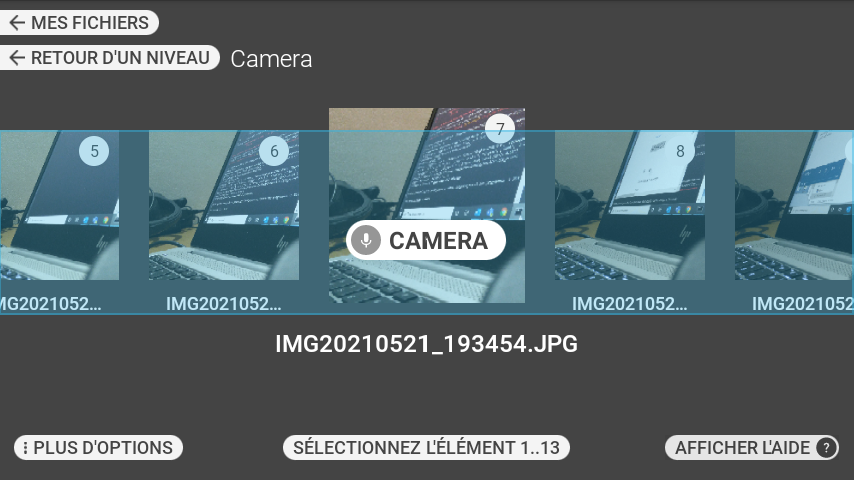 MES FICHIERS
RETOUR D'UN NIVEAU Camera
5
6
7
8
CAMERA
MG2021052...
IMG2021052...
IMG2021052...
IMG2021052
IMG20210521_193454.JPG
PLUS D'OPTIONS
SÉLECTIONNEZ L'ÉLÉMENT 1..13
AFFICHER L'AIDE ?